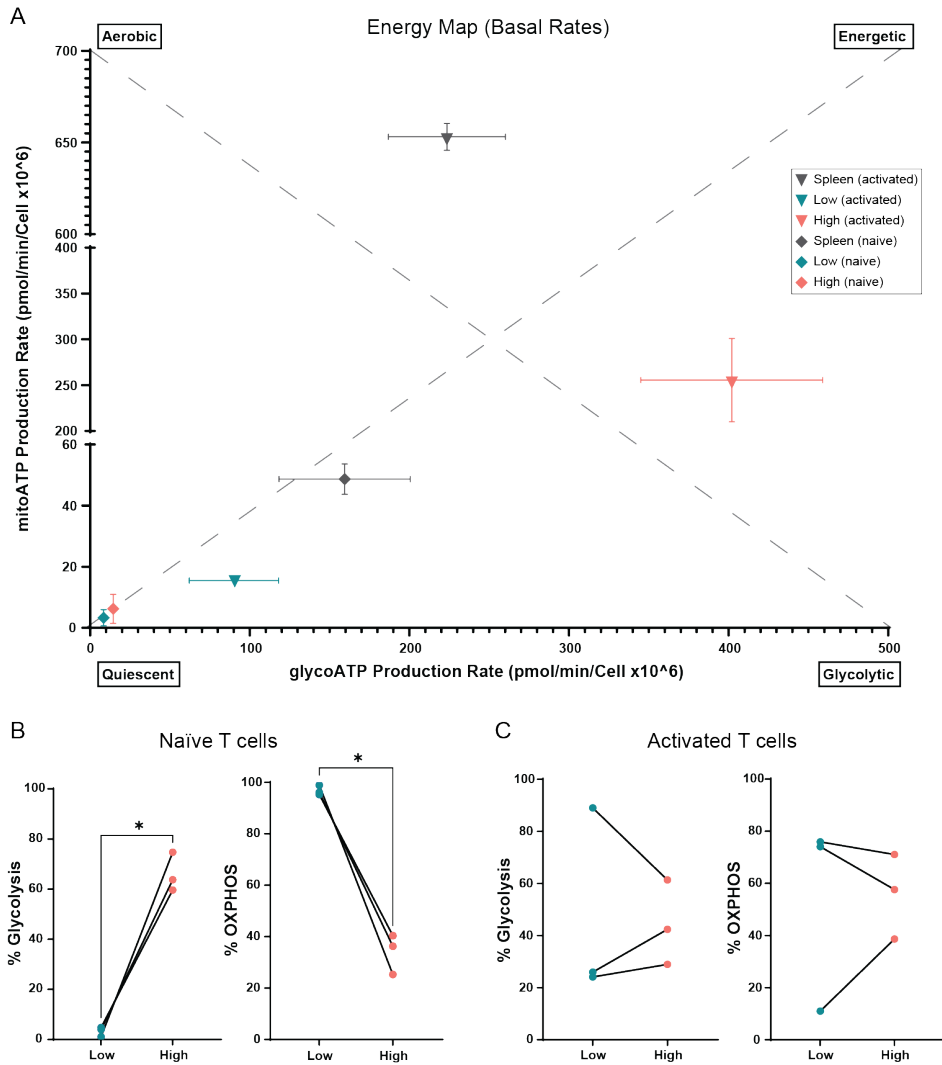 A
Energy Map (Basal Rates)
Aerobic
Energetic
700
650
600
400
350
300
250
200
60
40
20
0
mitoATP Production Rate (pmol/min/Cell x10^6)
Spleen (activated)
Low (activated)
High (activated)
Spleen (naive)
Low (naive)
High (naive)
0 100 200 300 400 500
Quiescent
glycoATP Production Rate (pmol/min/Cell x10^6)
Glycolytic
B
Naïve T cells
% Glycolysis
100
80
60
40
20
0
*
Low High
% OXPHOS
100
80
60
40
20
0
*
Low High
C
Activated T cells
% Glycolysis
100
80
60
40
20
0
Low High
% OXPHOS
100
80
60
40
20
0
Low High